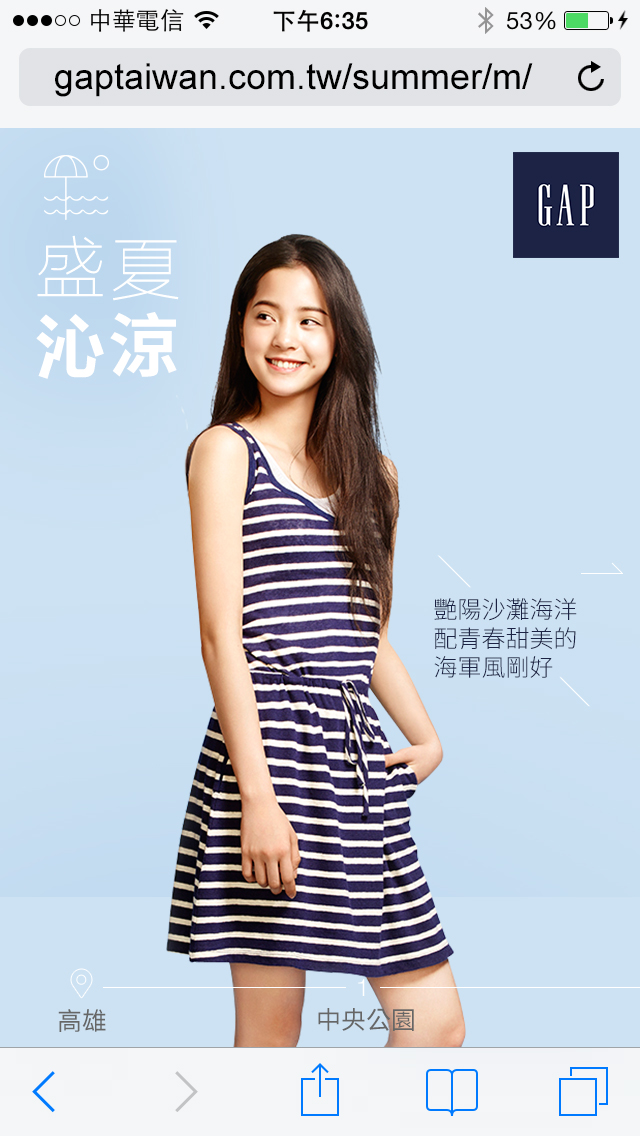 中華電信
下午6:35
53%
gaptaiwan.com.tw/summer/m/
GAP
盛夏
沁涼
艷陽沙灘海洋
配青春甜美的
海軍風剛好
1
高雄
中央公園